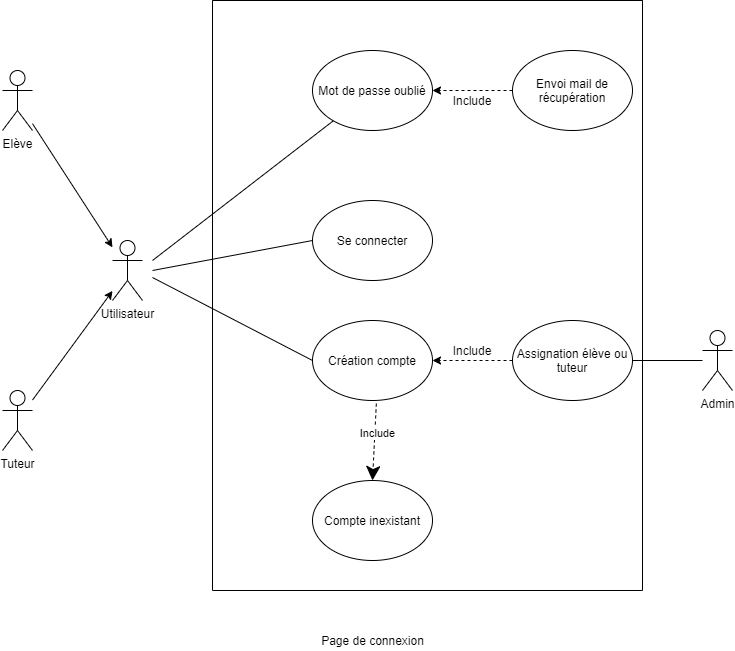 Mot de passe oublié
Include
Envoi mail de
récupération
Elève
Se connecter
Utilisateur
Création compte
Include
Assignation élève ou
tuteur
Admin
Tuteur
Include
Compte inexistant
Page de connexion